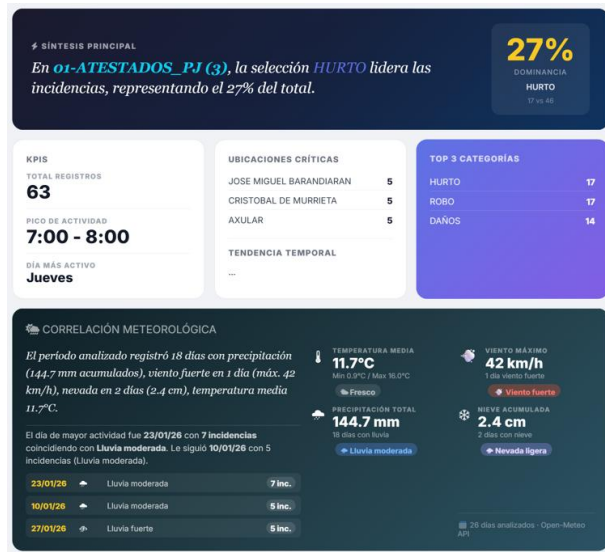 SÍNTESIS PRINCIPAL
En 01-ATESTADOS_PJ (3), la selección HURTO lidera las
incidencias, representando el 27% del total.
27%
DOMINANCIA
HURTO
17 vs 46
KPIS
TOTAL REGISTROS
63
PICO DE ACTIVIDAD
7:00 - 8:00
DÍA MÁS ACTIVO
Jueves
UBICACIONES CRÍTICAS
JOSE MIGUEL BARANDIARAN 5
CRISTOBAL DE MURRIETA 5
AXULAR 5
TENDENCIA TEMPORAL
...
TOP 3 CATEGORÍAS
HURTO 17
ROBO 17
DAÑOS 14
CORRELACIÓN METEOROLÓGICA
El período analizado registró 18 días con precipitación
(144.7 mm acumulados), viento fuerte en 1 día (máx. 42
km/h), nevada en 2 días (2.4 cm), temperatura media
11.7°C.
El día de mayor actividad fue 23/01/26 con 7 incidencias
coincidiendo con Lluvia moderada. Le siguió 10/01/26 con 5
incidencias (Lluvia moderada).
23/01/26 Lluvia moderada 7 inc.
10/01/26 Lluvia moderada 5 inc.
27/01/26 Lluvia fuerte 5 inc.
TEMPERATURA MEDIA
11.7°C
Min 0.9°C / Max 16.0°C
Fresco
VIENTO MÁXIMO
42 km/h
1 día viento fuerte
Viento fuerte
PRECIPITACIÓN TOTAL
144.7 mm
18 días con lluvia
Lluvia moderada
NIEVE ACUMULADA
2.4 cm
2 días con nieve
Nevada ligera
26 días analizados · Open-Meteo
API